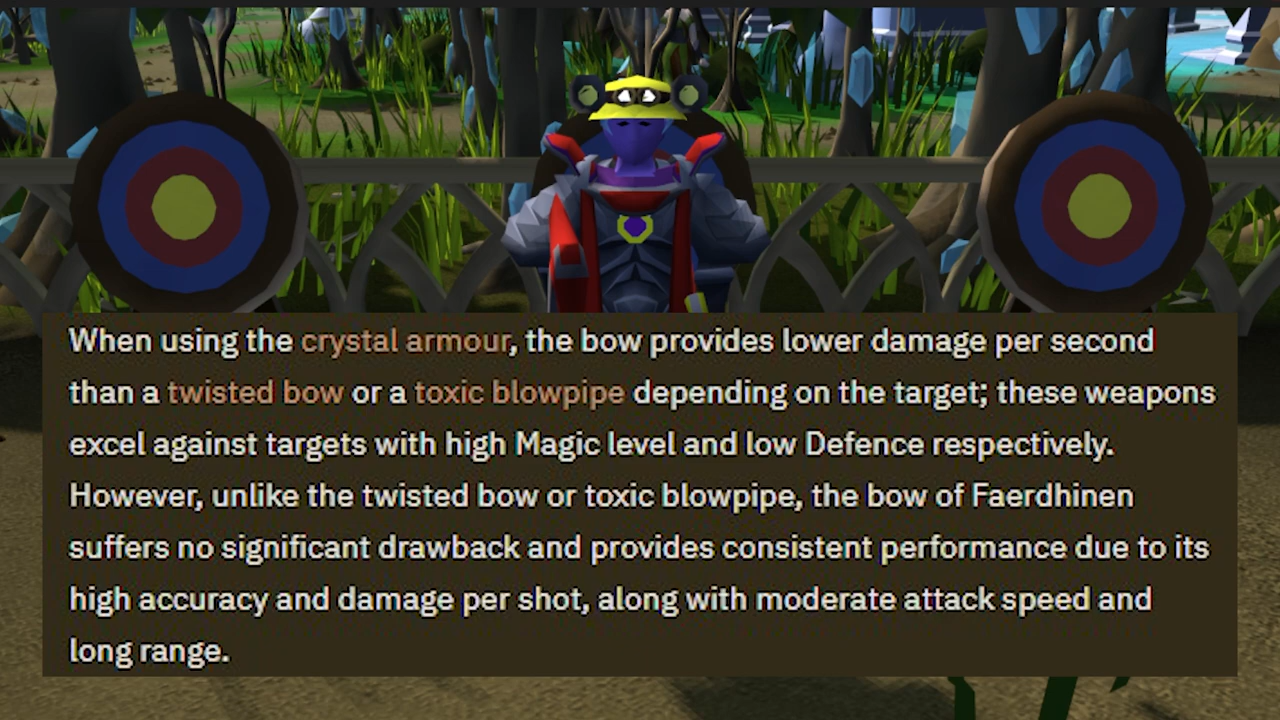 When using the crystal armour, the bow provides lower damage per second
than a twisted bow or a toxic blowpipe depending on the target; these weapons
excel against targets with high Magic level and low Defence respectively.
However, unlike the twisted bow or toxic blowpipe, the bow of Faerdhinen
suffers no significant drawback and provides consistent performance due to its
high accuracy and damage per shot, along with moderate attack speed and
long range.